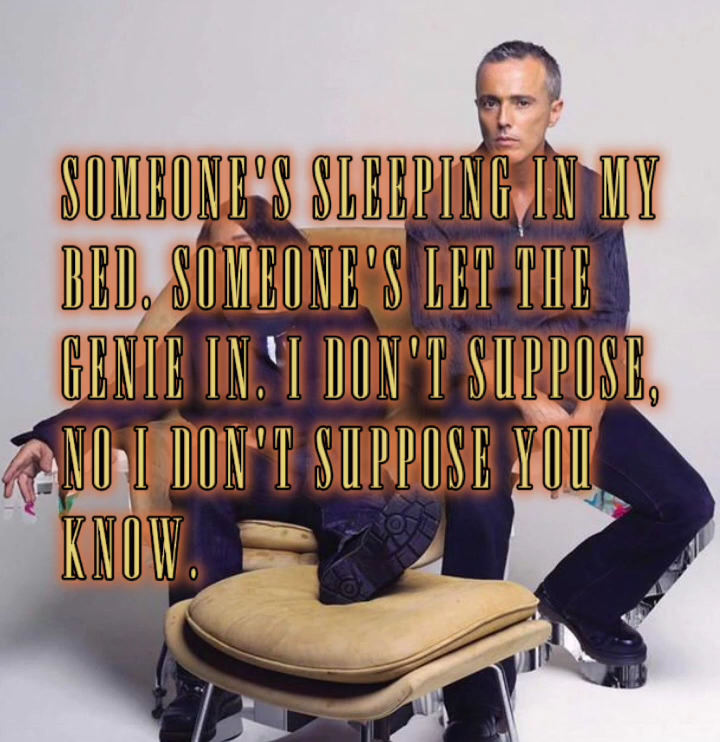 SOMEONE'S SLEEPING IN MY
BED. SOMEONE'S LET THE
GENIE IN. I DON'T SUPPOSE,
NO I DON'T SUPPOSE YOU
KNOW.